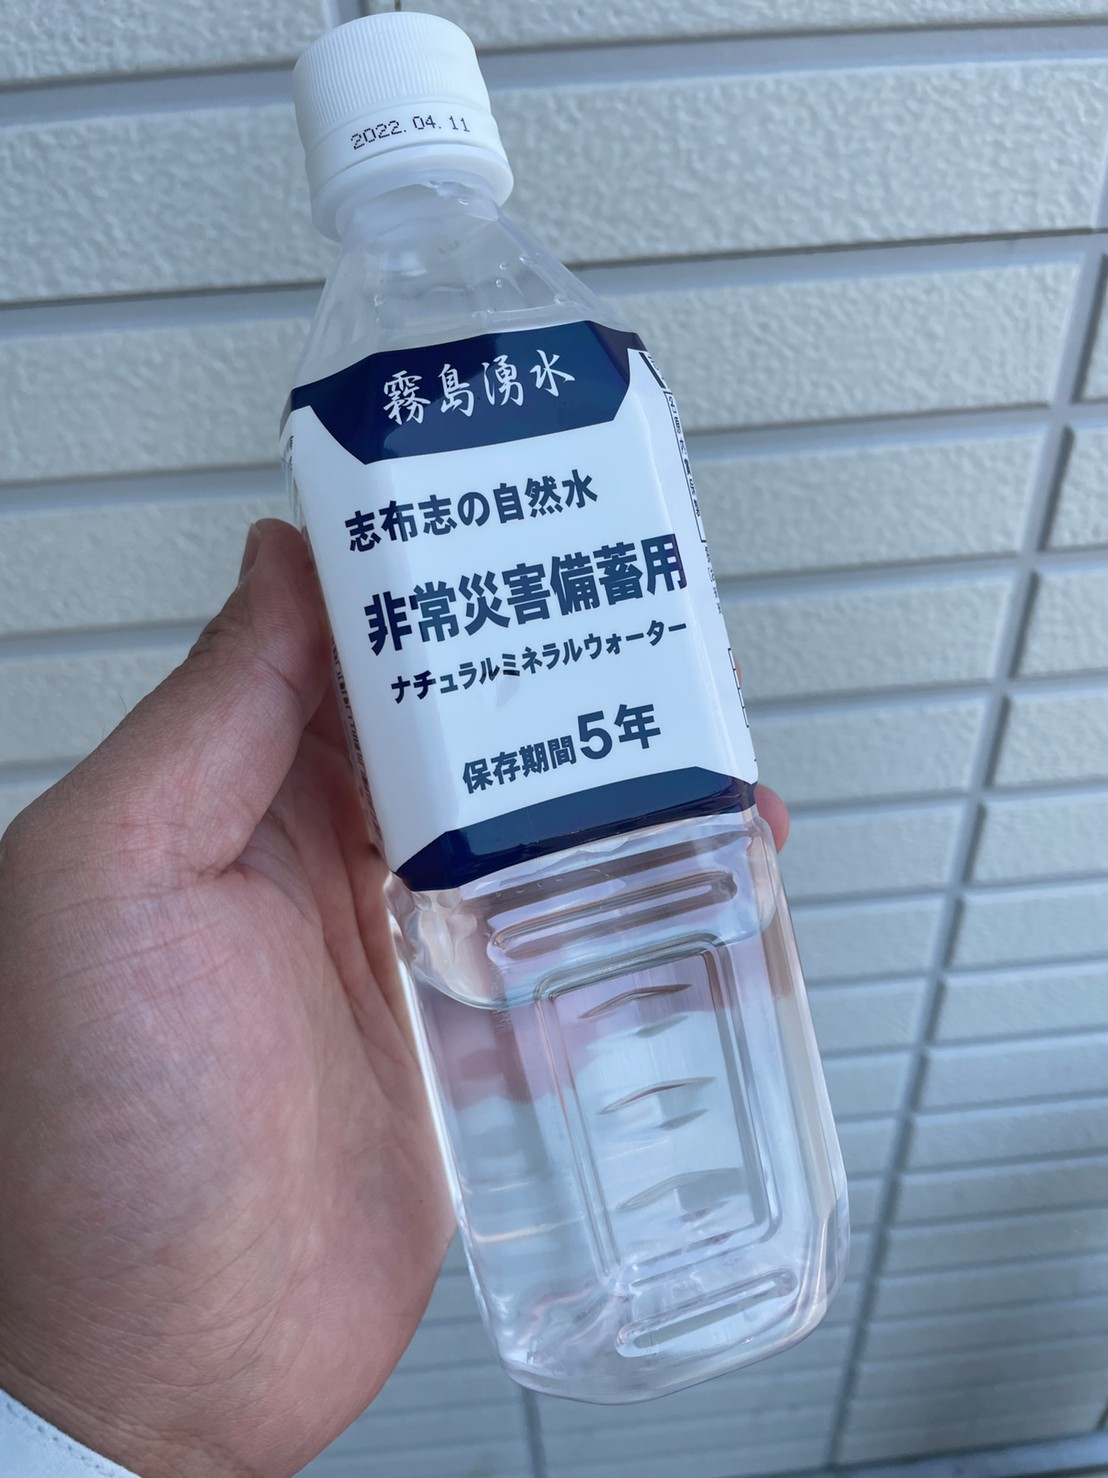 2022.04.11
霧島湧水
志布志の自然水
非常災害備蓄用
ナチュラルミネラルウォーター
保存期間5年